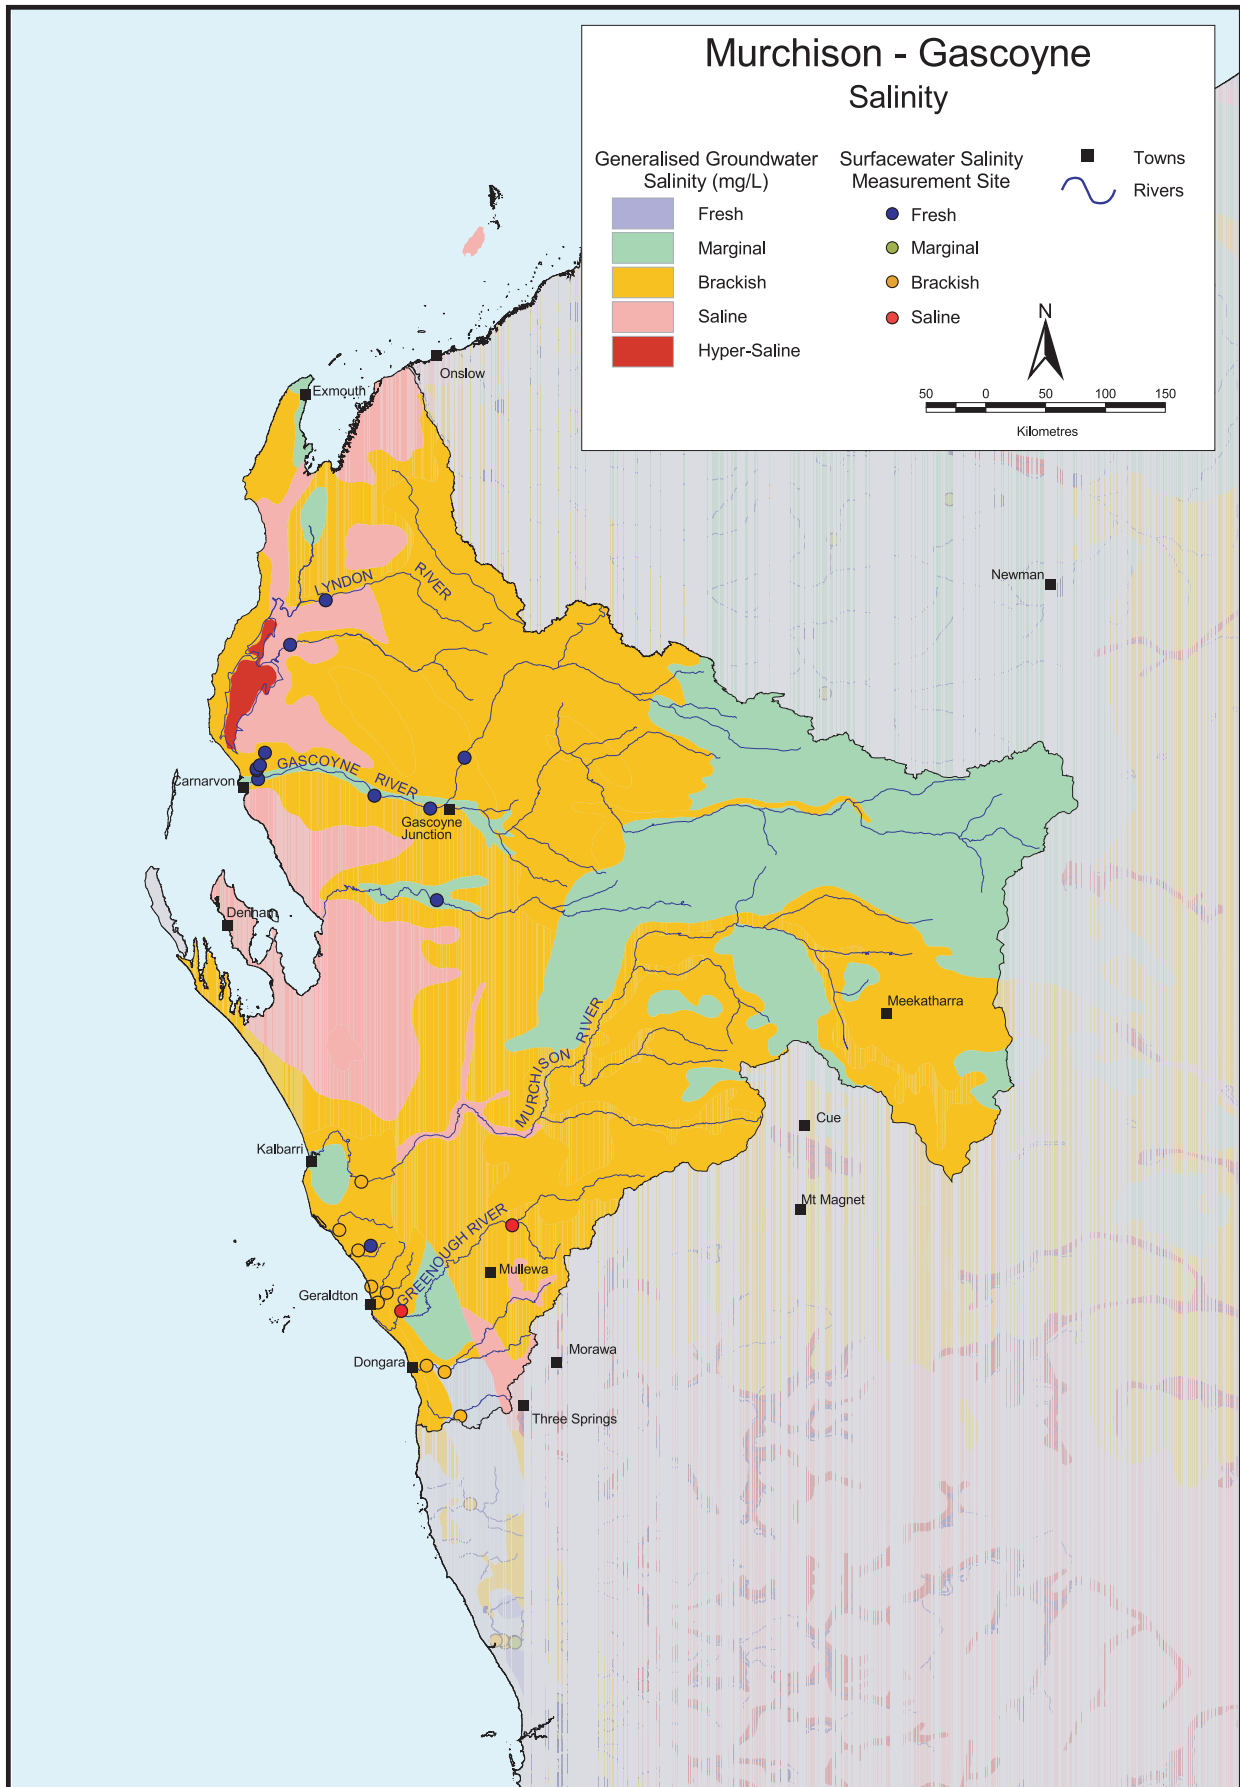 Murchison - Gascoyne
Salinity
Generalised Groundwater
Salinity (mg/L)
Fresh
Marginal
Brackish
Saline
Hyper-Saline
Surfacewater Salinity
Measurement Site
Fresh
Marginal
Brackish
Saline
Towns
Rivers
N
50 0 50 100 150
Kilometres
Onslow
Exmouth
Newman
LYNDON RIVER
GASCOYNE RIVER
Carnarvon
Gascoyne
Junction
Denham
Meekatharra
MURCHISON RIVER
Cue
Kalbarri
Mt Magnet
GREENOUGH RIVER
Mullewa
Geraldton
Morawa
Dongara
Three Springs